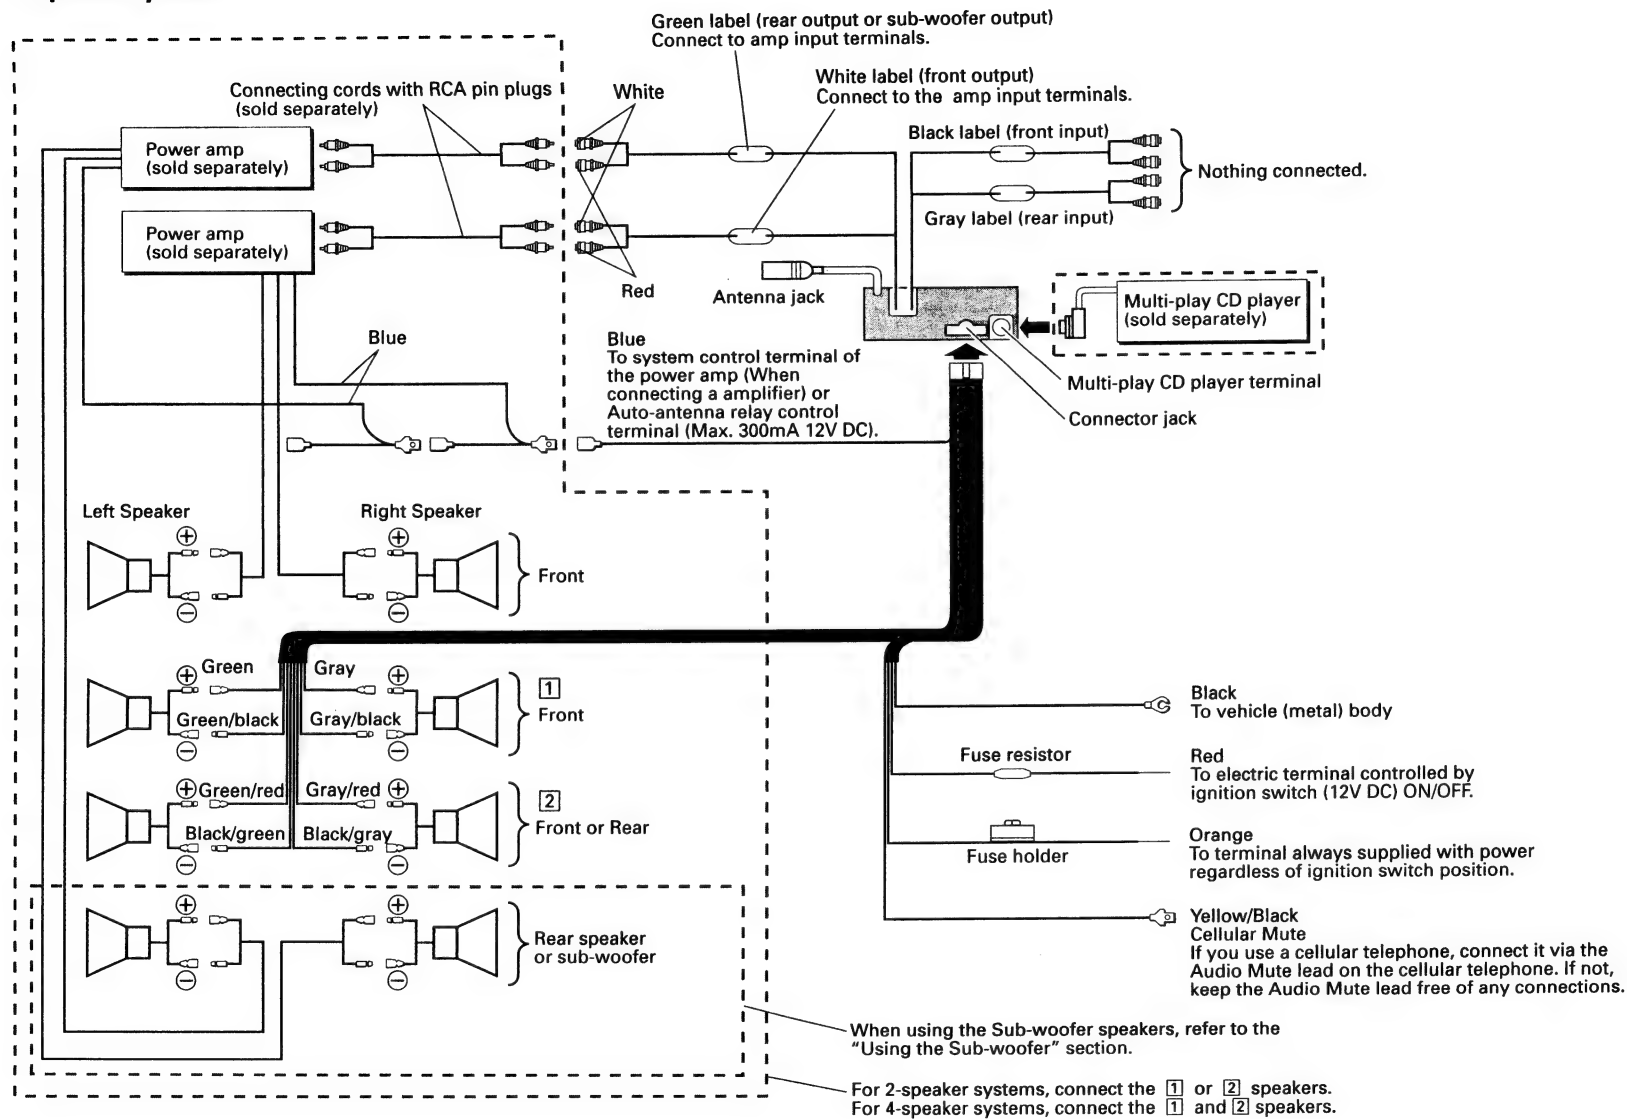 Green label (rear output or sub-woofer output)
Connect to amp input terminals.
White label (front output)
Connect to the amp input terminals.
Connecting cords with RCA pin plugs
(sold separately)
White
Black label (front input)
Power amp
(sold separately)
Nothing connected.
Gray label (rear input)
Power amp
(sold separately)
Red
Antenna jack
Multi-play CD player
(sold separately)
Blue
Blue
To system control terminal of
the power amp (When
connecting a amplifier) or
Auto-antenna relay control
terminal (Max. 300mA 12V DC).
Multi-play CD player terminal
Connector jack
Left Speaker
Right Speaker
+
+
Front
−
−
+
Green
Gray
+
1
Front
Green/black
Gray/black
−
−
Black
To vehicle (metal) body
Fuse resistor
Red
To electric terminal controlled by
ignition switch (12V DC) ON/OFF.
+
Green/red
Gray/red
+
2
Front or Rear
Black/green
Black/gray
−
−
Orange
To terminal always supplied with power
regardless of ignition switch position.
Fuse holder
+
+
Rear speaker
or sub-woofer
−
−
Yellow/Black
Cellular Mute
If you use a cellular telephone, connect it via the
Audio Mute lead on the cellular telephone. If not,
keep the Audio Mute lead free of any connections.
When using the Sub-woofer speakers, refer to the
"Using the Sub-woofer" section.
For 2-speaker systems, connect the 1 or 2 speakers.
For 4-speaker systems, connect the 1 and 2 speakers.